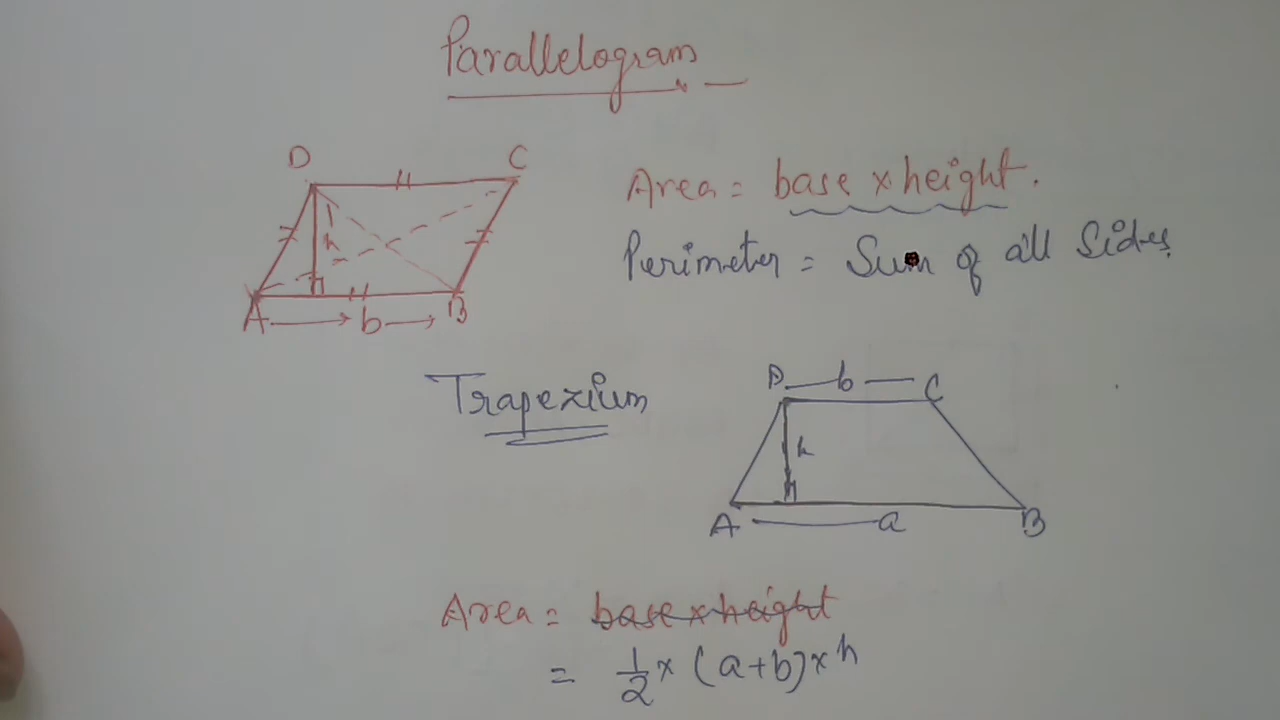 Parallelogram
D C
h
A b B
Area = base x height.
Perimeter = Sum of all Sides.
Trapezium
D b C
h
A a B
Area = base x height
= 1/2 x (a+b) x h